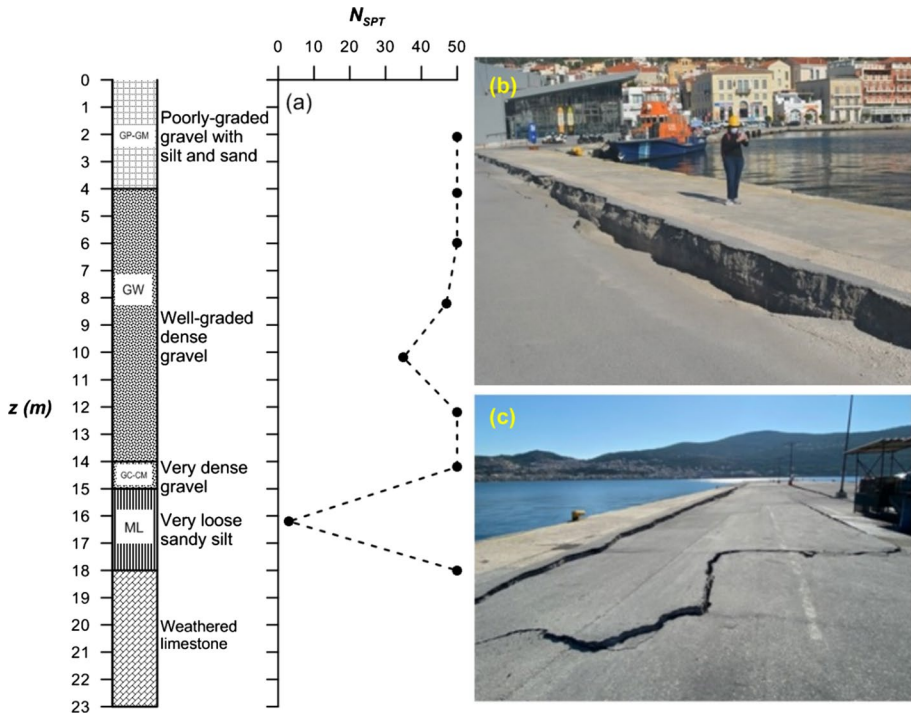 N_SPT
0 10 20 30 40 50
(a)
z (m)
0
1
2
3
4
5
6
7
8
9
10
11
12
13
14
15
16
17
18
19
20
21
22
23
GP-GM
Poorly-graded
gravel with
silt and sand
GW
Well-graded
dense
gravel
GC-CM
Very dense
gravel
ML
Very loose
sandy silt
Weathered
limestone
(b)
(c)